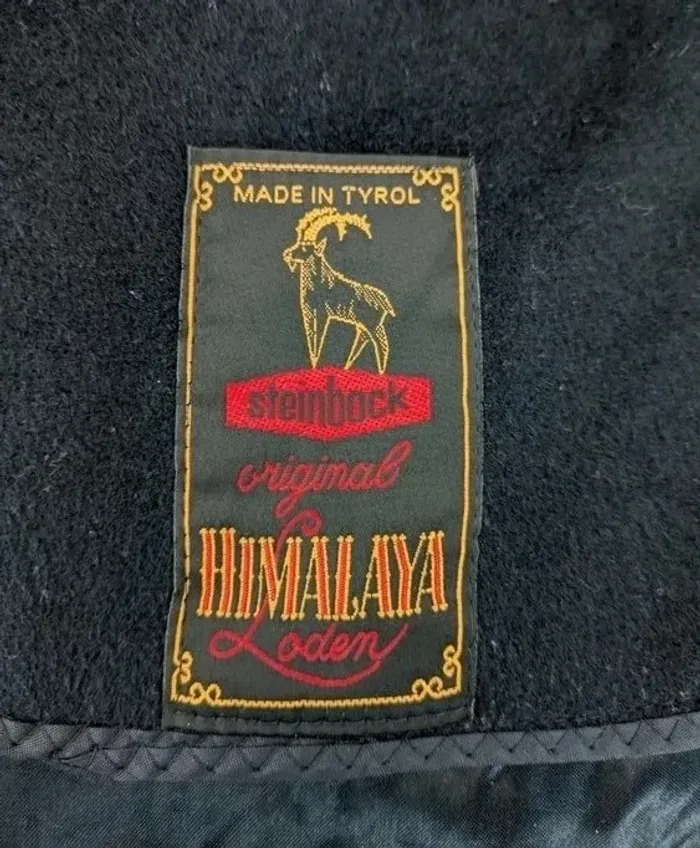 MADE IN TYROL
steinbock
original
HIMALAYA
Loden